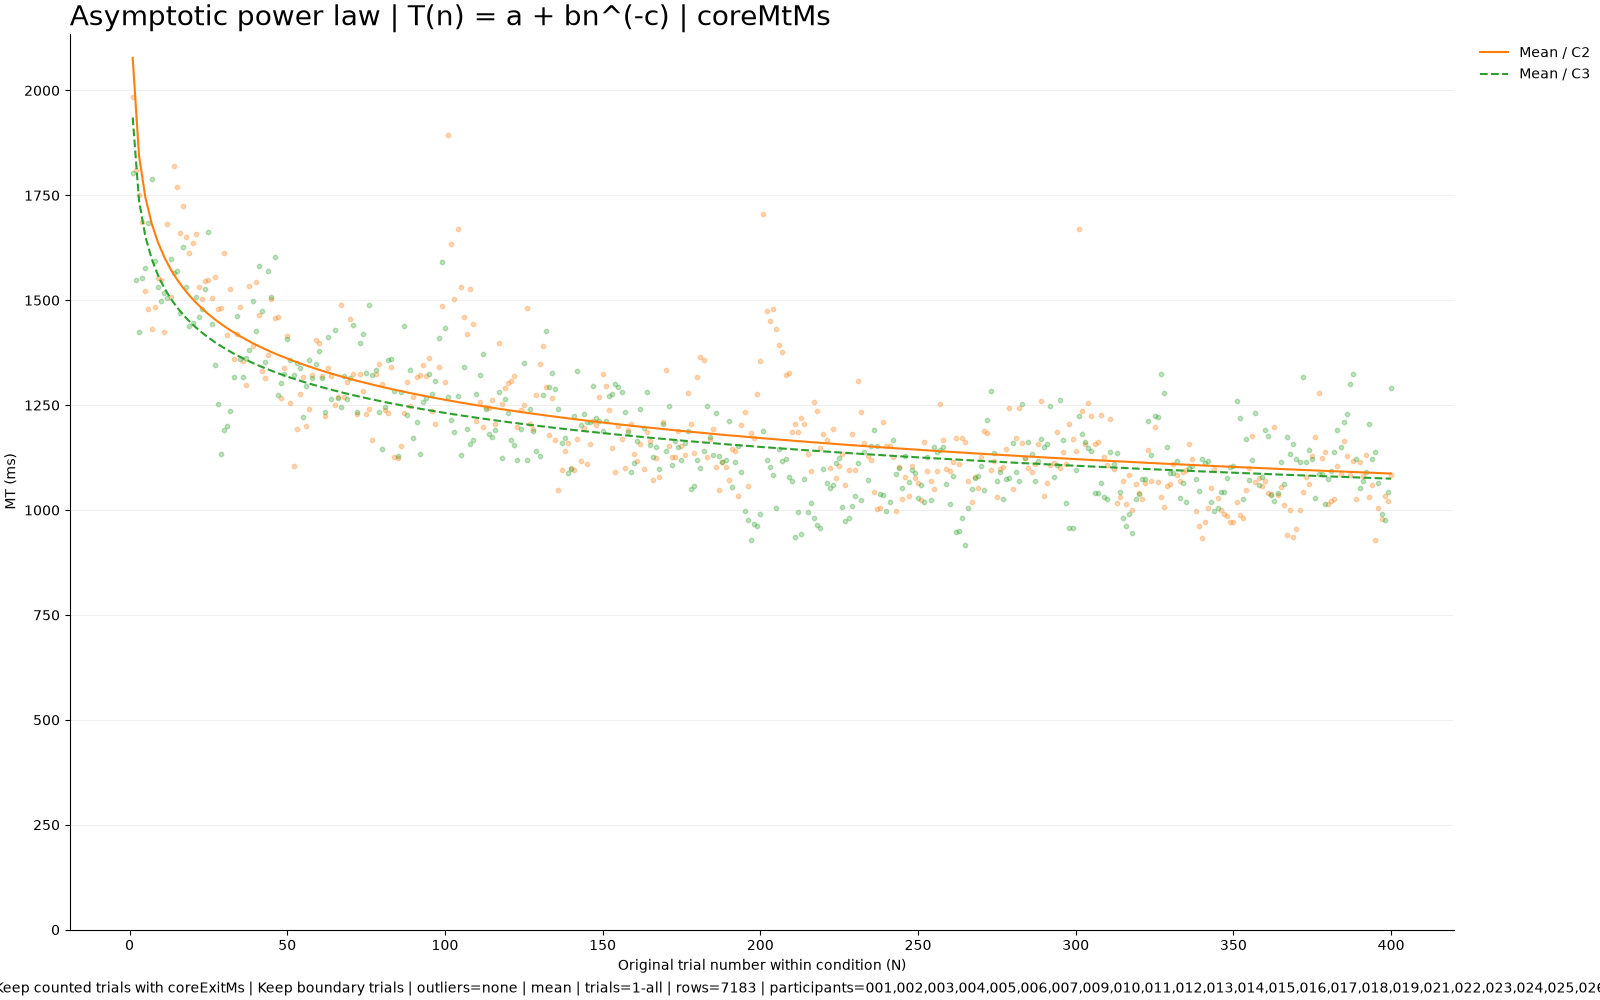 Asymptotic power law | T(n) = a + bn^(-c) | coreMtMs
Mean / C2
Mean / C3
2000
1750
1500
1250
1000
750
500
250
0
MT (ms)
0 50 100 150 200 250 300 350 400
Original trial number within condition (N)
Keep counted trials with coreExitMs | Keep boundary trials | outliers=none | mean | trials=1-all | rows=7183 | participants=001,002,003,004,005,006,007,009,010,011,012,013,014,015,016,017,018,019,021,022,023,024,025,026